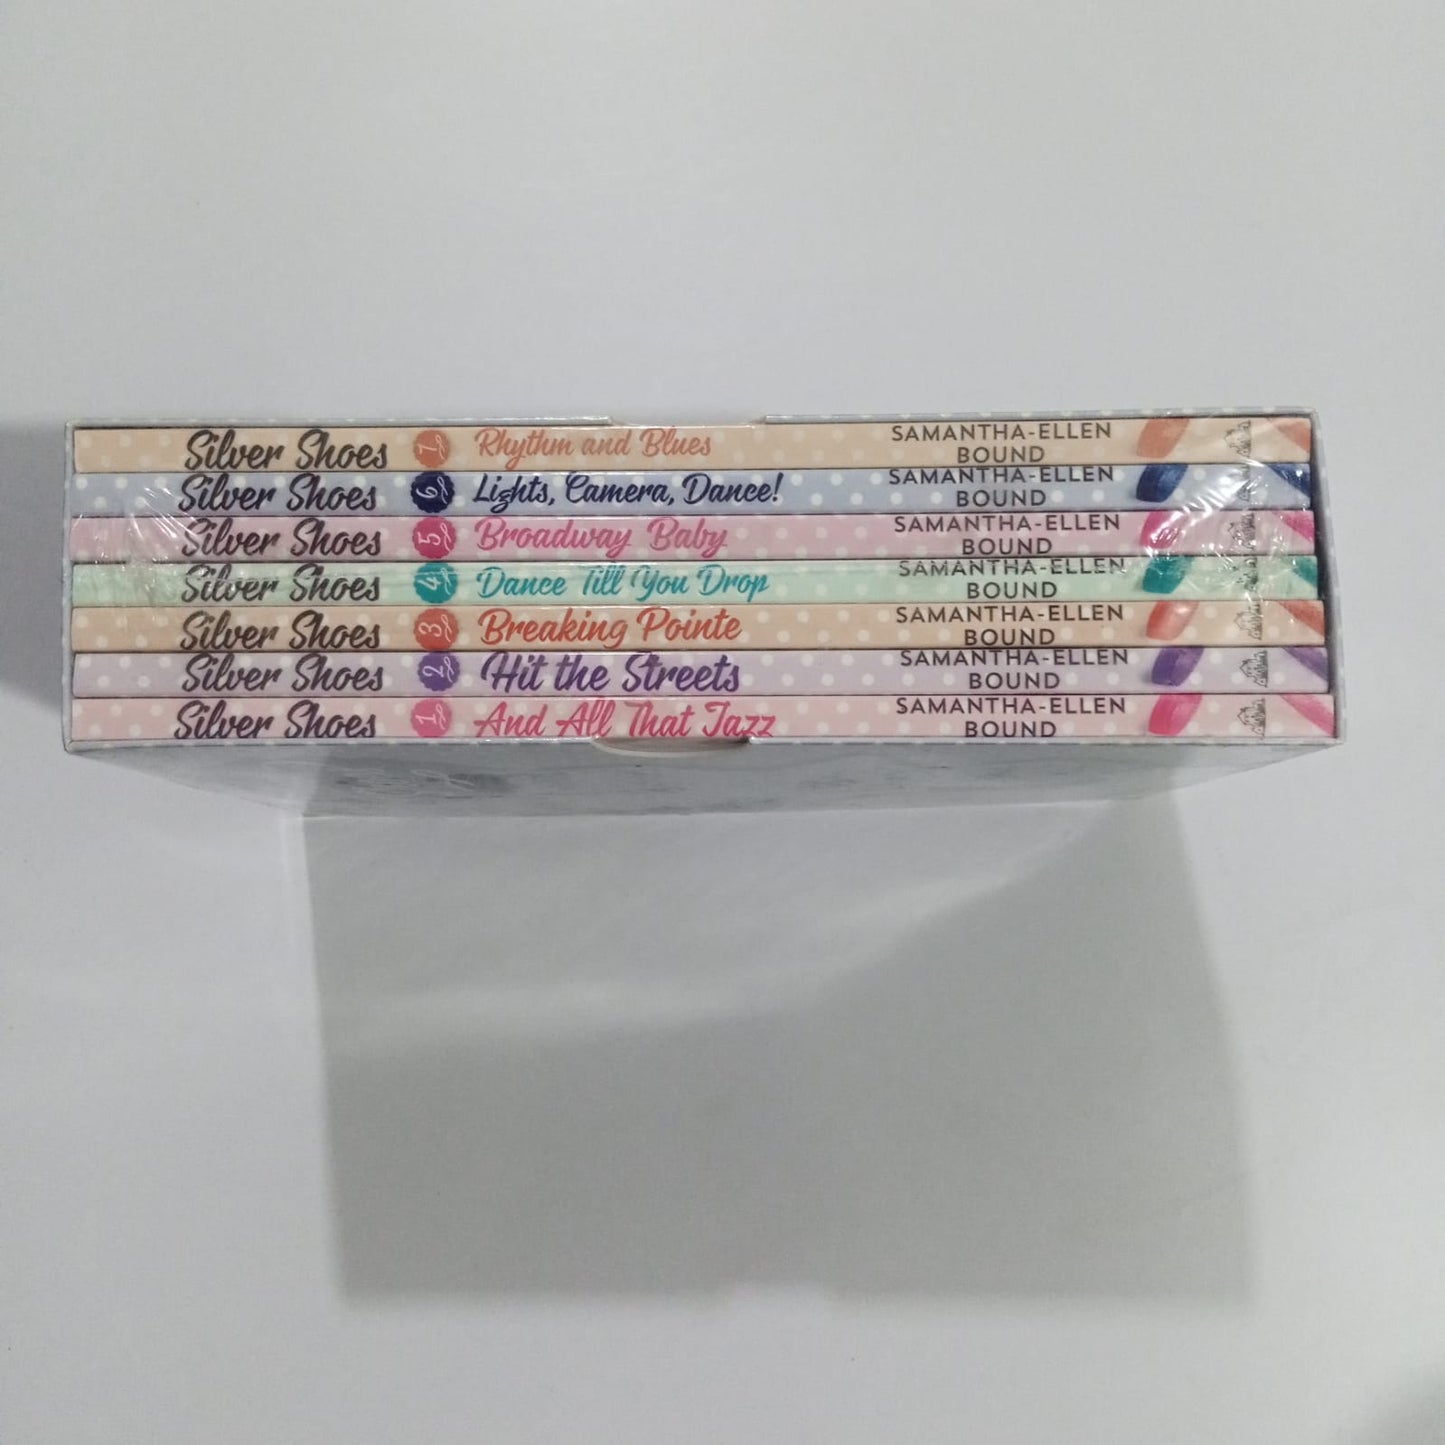 Silver Shoes 7 Rhythm and Blues SAMANTHA-ELLEN
BOUND
Silver Shoes 6 Lights, Camera, Dance! SAMANTHA-ELLEN
BOUND
Silver Shoes 5 Broadway Baby SAMANTHA-ELLEN
BOUND
Silver Shoes 4 Dance Till You Drop SAMANTHA-ELLEN
BOUND
Silver Shoes 3 Breaking Pointe SAMANTHA-ELLEN
BOUND
Silver Shoes 2 Hit the Streets SAMANTHA-ELLEN
BOUND
Silver Shoes 1 And All That Jazz SAMANTHA-ELLEN
BOUND